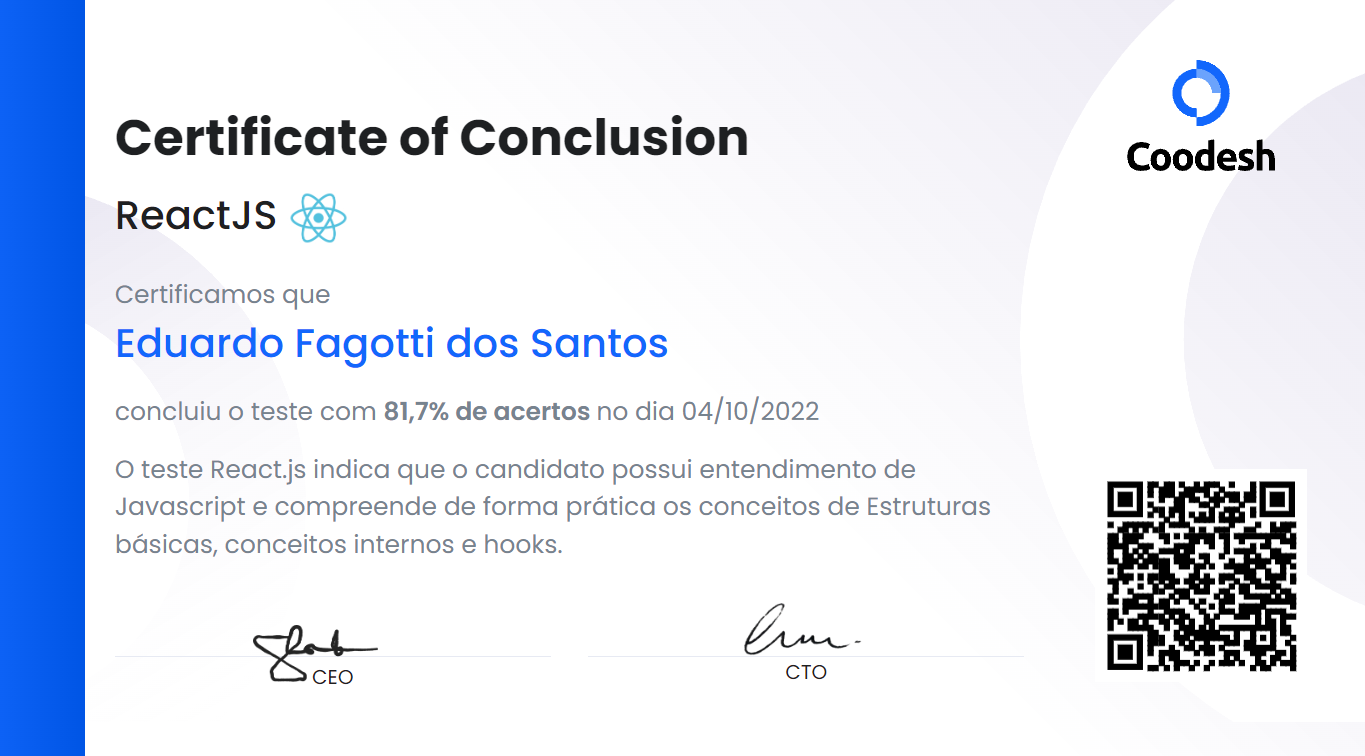 Coodesh
Certificate of Conclusion
ReactJS
Certificamos que
Eduardo Fagotti dos Santos
concluiu o teste com 81,7% de acertos no dia 04/10/2022
O teste React.js indica que o candidato possui entendimento de
Javascript e compreende de forma prática os conceitos de Estruturas
básicas, conceitos internos e hooks.
CEO
CTO